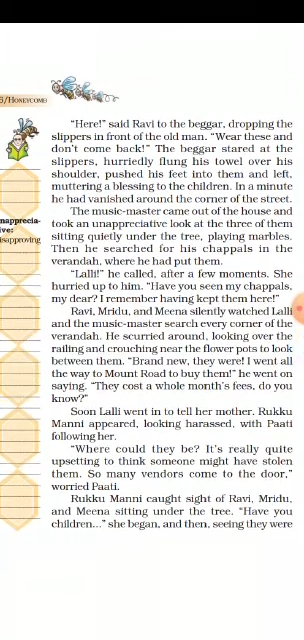 6/HONEYCOMB
"Here!" said Ravi to the beggar, dropping the
slippers in front of the old man. "Wear these and
don't come back!" The beggar stared at the
slippers, hurriedly flung his towel over his
shoulder, pushed his feet into them and left,
muttering a blessing to the children. In a minute
he had vanished around the corner of the street.
The music-master came out of the house and
took an unappreciative look at the three of them
sitting quietly under the tree, playing marbles.
Then he searched for his chappals in the
verandah, where he had put them.
"Lalli!" he called, after a few moments. She
hurried up to him. "Have you seen my chappals,
my dear? I remember having kept them here!"
Ravi, Mridu, and Meena silently watched Lalli
and the music-master search every corner of the
verandah. He scurried around, looking over the
railing and crouching near the flower pots to look
between them. "Brand new, they were! I went all
the way to Mount Road to buy them!" he went on
saying. "They cost a whole month's fees, do you
know?"
Soon Lalli went in to tell her mother. Rukku
Manni appeared, looking harassed, with Paati
following her.
"Where could they be? It's really quite
upsetting to think someone might have stolen
them. So many vendors come to the door,"
worried Paati.
Rukku Manni caught sight of Ravi, Mridu,
and Meena sitting under the tree. "Have you
children..." she began, and then, seeing they were
napprecia-
ive:
isapproving